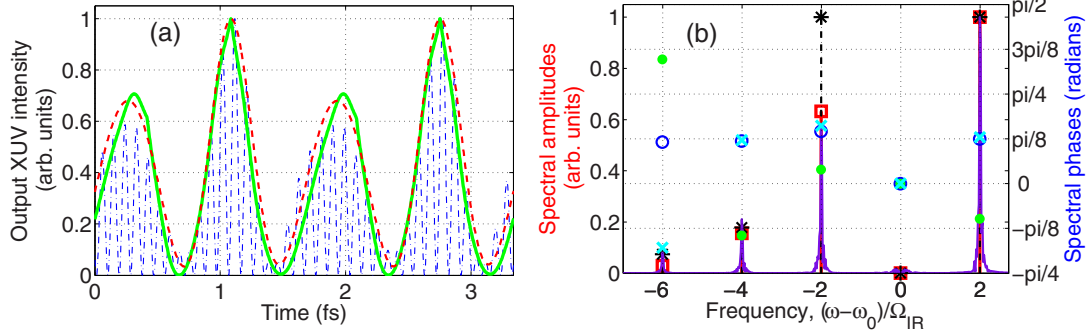 (a)
Output XUV intensity
(arb. units)
1
0.8
0.6
0.4
0.2
0
0
1
2
3
Time (fs)
(b)
Spectral amplitudes
(arb. units)
1
0.8
0.6
0.4
0.2
0
-6
-4
-2
0
2
Frequency, (ω-ω0)/ΩIR
pi/2
3pi/8
pi/4
pi/8
0
-pi/8
-pi/4
Spectral phases (radians)